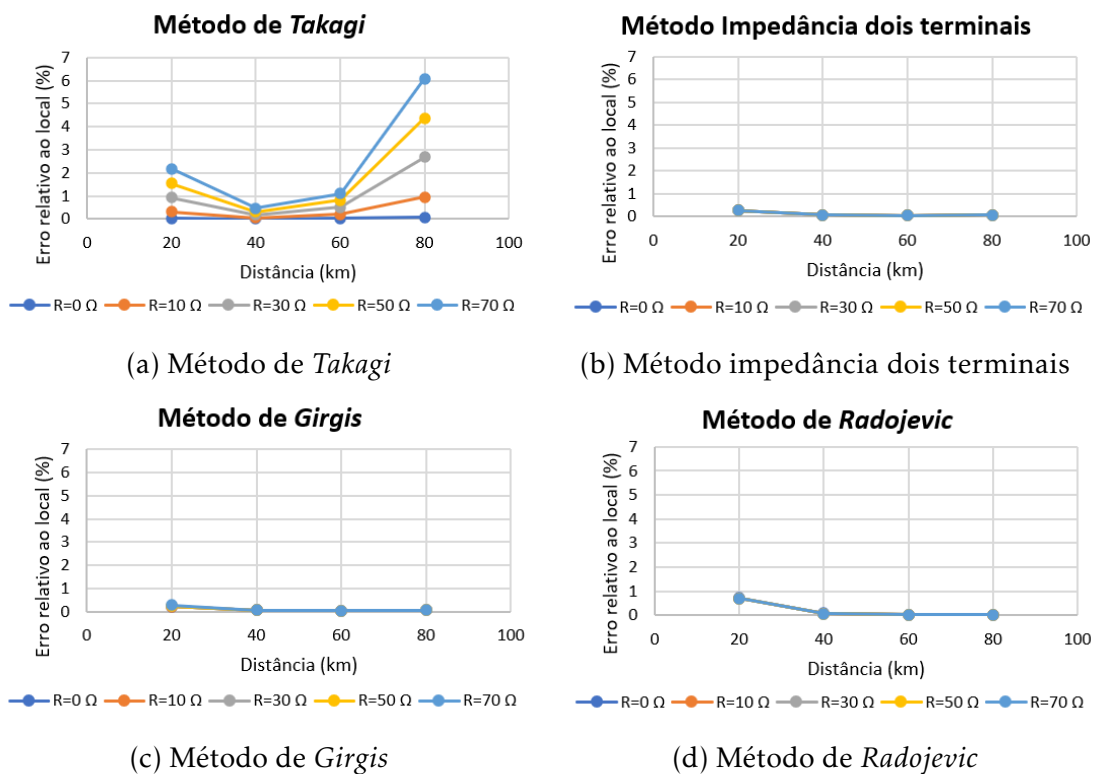 Método de Takagi
Erro relativo ao local (%)
7
6
5
4
3
2
1
0
0 20 40 60 80 100
Distância (km)
R=0 Ω R=10 Ω R=30 Ω R=50 Ω R=70 Ω
(a) Método de Takagi
Método Impedância dois terminais
Erro relativo ao local (%)
7
6
5
4
3
2
1
0
0 20 40 60 80 100
Distância (km)
R=0 Ω R=10 Ω R=30 Ω R=50 Ω R=70 Ω
(b) Método impedância dois terminais
Método de Girgis
Erro relativo ao local (%)
7
6
5
4
3
2
1
0
0 20 40 60 80 100
Distância (km)
R=0 Ω R=10 Ω R=30 Ω R=50 Ω R=70 Ω
(c) Método de Girgis
Método de Radojevic
Erro relativo ao local (%)
7
6
5
4
3
2
1
0
0 20 40 60 80 100
Distância (km)
R=0 Ω R=10 Ω R=30 Ω R=50 Ω R=70 Ω
(d) Método de Radojevic